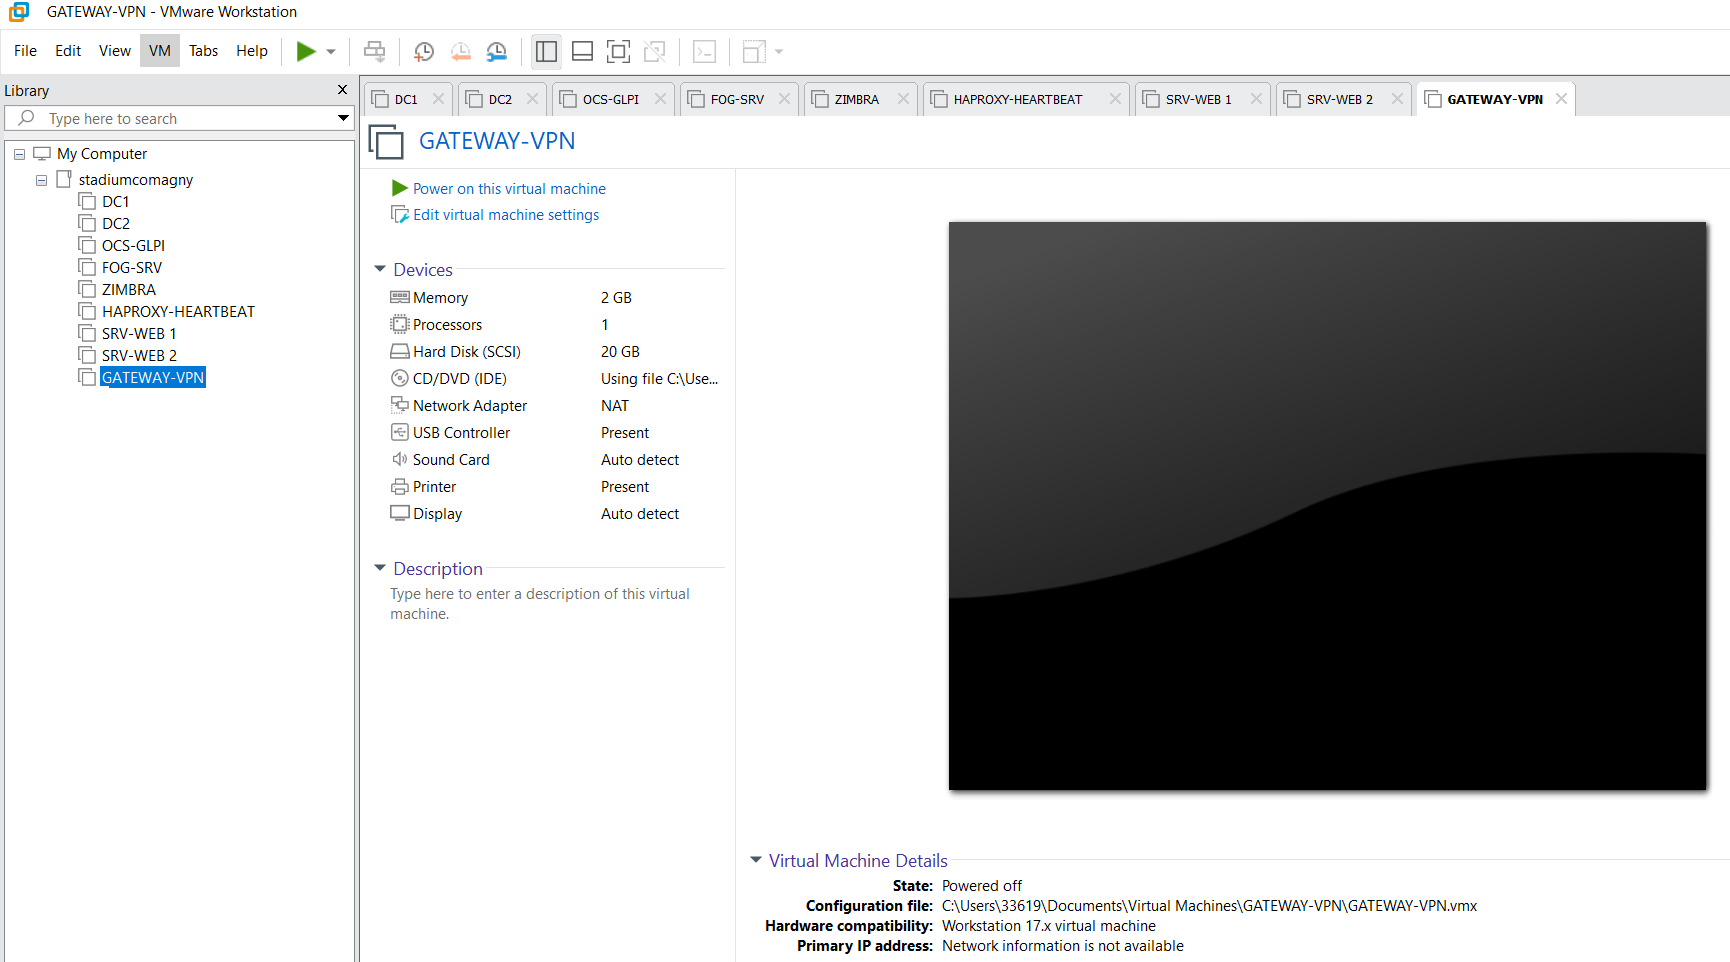 GATEWAY-VPN - VMware Workstation
File Edit View VM Tabs Help
Library
Type here to search
My Computer
stadiumcomagny
DC1
DC2
OCS-GLPI
FOG-SRV
ZIMBRA
HAPROXY-HEARTBEAT
SRV-WEB 1
SRV-WEB 2
GATEWAY-VPN
DC1 DC2 OCS-GLPI FOG-SRV ZIMBRA HAPROXY-HEARTBEAT SRV-WEB 1 SRV-WEB 2 GATEWAY-VPN
GATEWAY-VPN
Power on this virtual machine
Edit virtual machine settings
Devices
Memory 2 GB
Processors 1
Hard Disk (SCSI) 20 GB
CD/DVD (IDE) Using file C:\Use...
Network Adapter NAT
USB Controller Present
Sound Card Auto detect
Printer Present
Display Auto detect
Description
Type here to enter a description of this virtual
machine.
Virtual Machine Details
State: Powered off
Configuration file: C:\Users\33619\Documents\Virtual Machines\GATEWAY-VPN\GATEWAY-VPN.vmx
Hardware compatibility: Workstation 17.x virtual machine
Primary IP address: Network information is not available